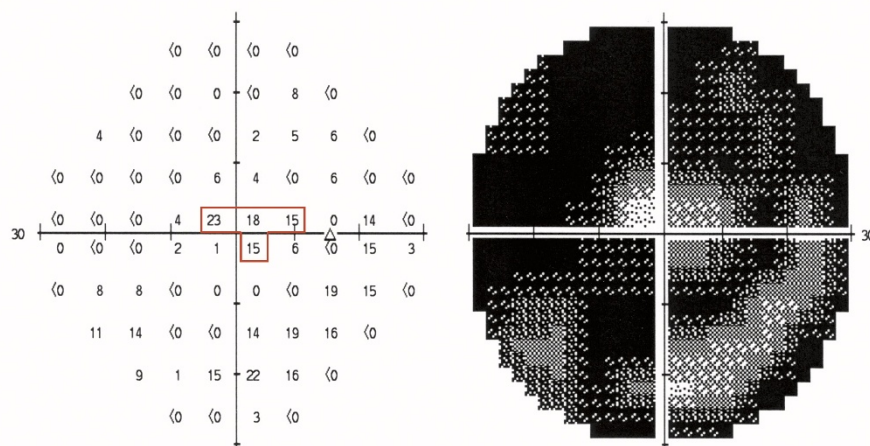 <0 <0 <0 <0
<0 <0 0 <0 8 <0
4 <0 <0 <0 2 5 6 <0
<0 <0 <0 <0 6 4 <0 6 <0 <0
<0 <0 <0 4 23 18 15 0 14 <0
30 30
0 <0 <0 2 1 15 6 <0 15 3
<0 8 8 <0 0 0 <0 19 15 <0
11 14 <0 <0 14 19 16 <0
9 1 15 22 16 <0
<0 <0 3 <0